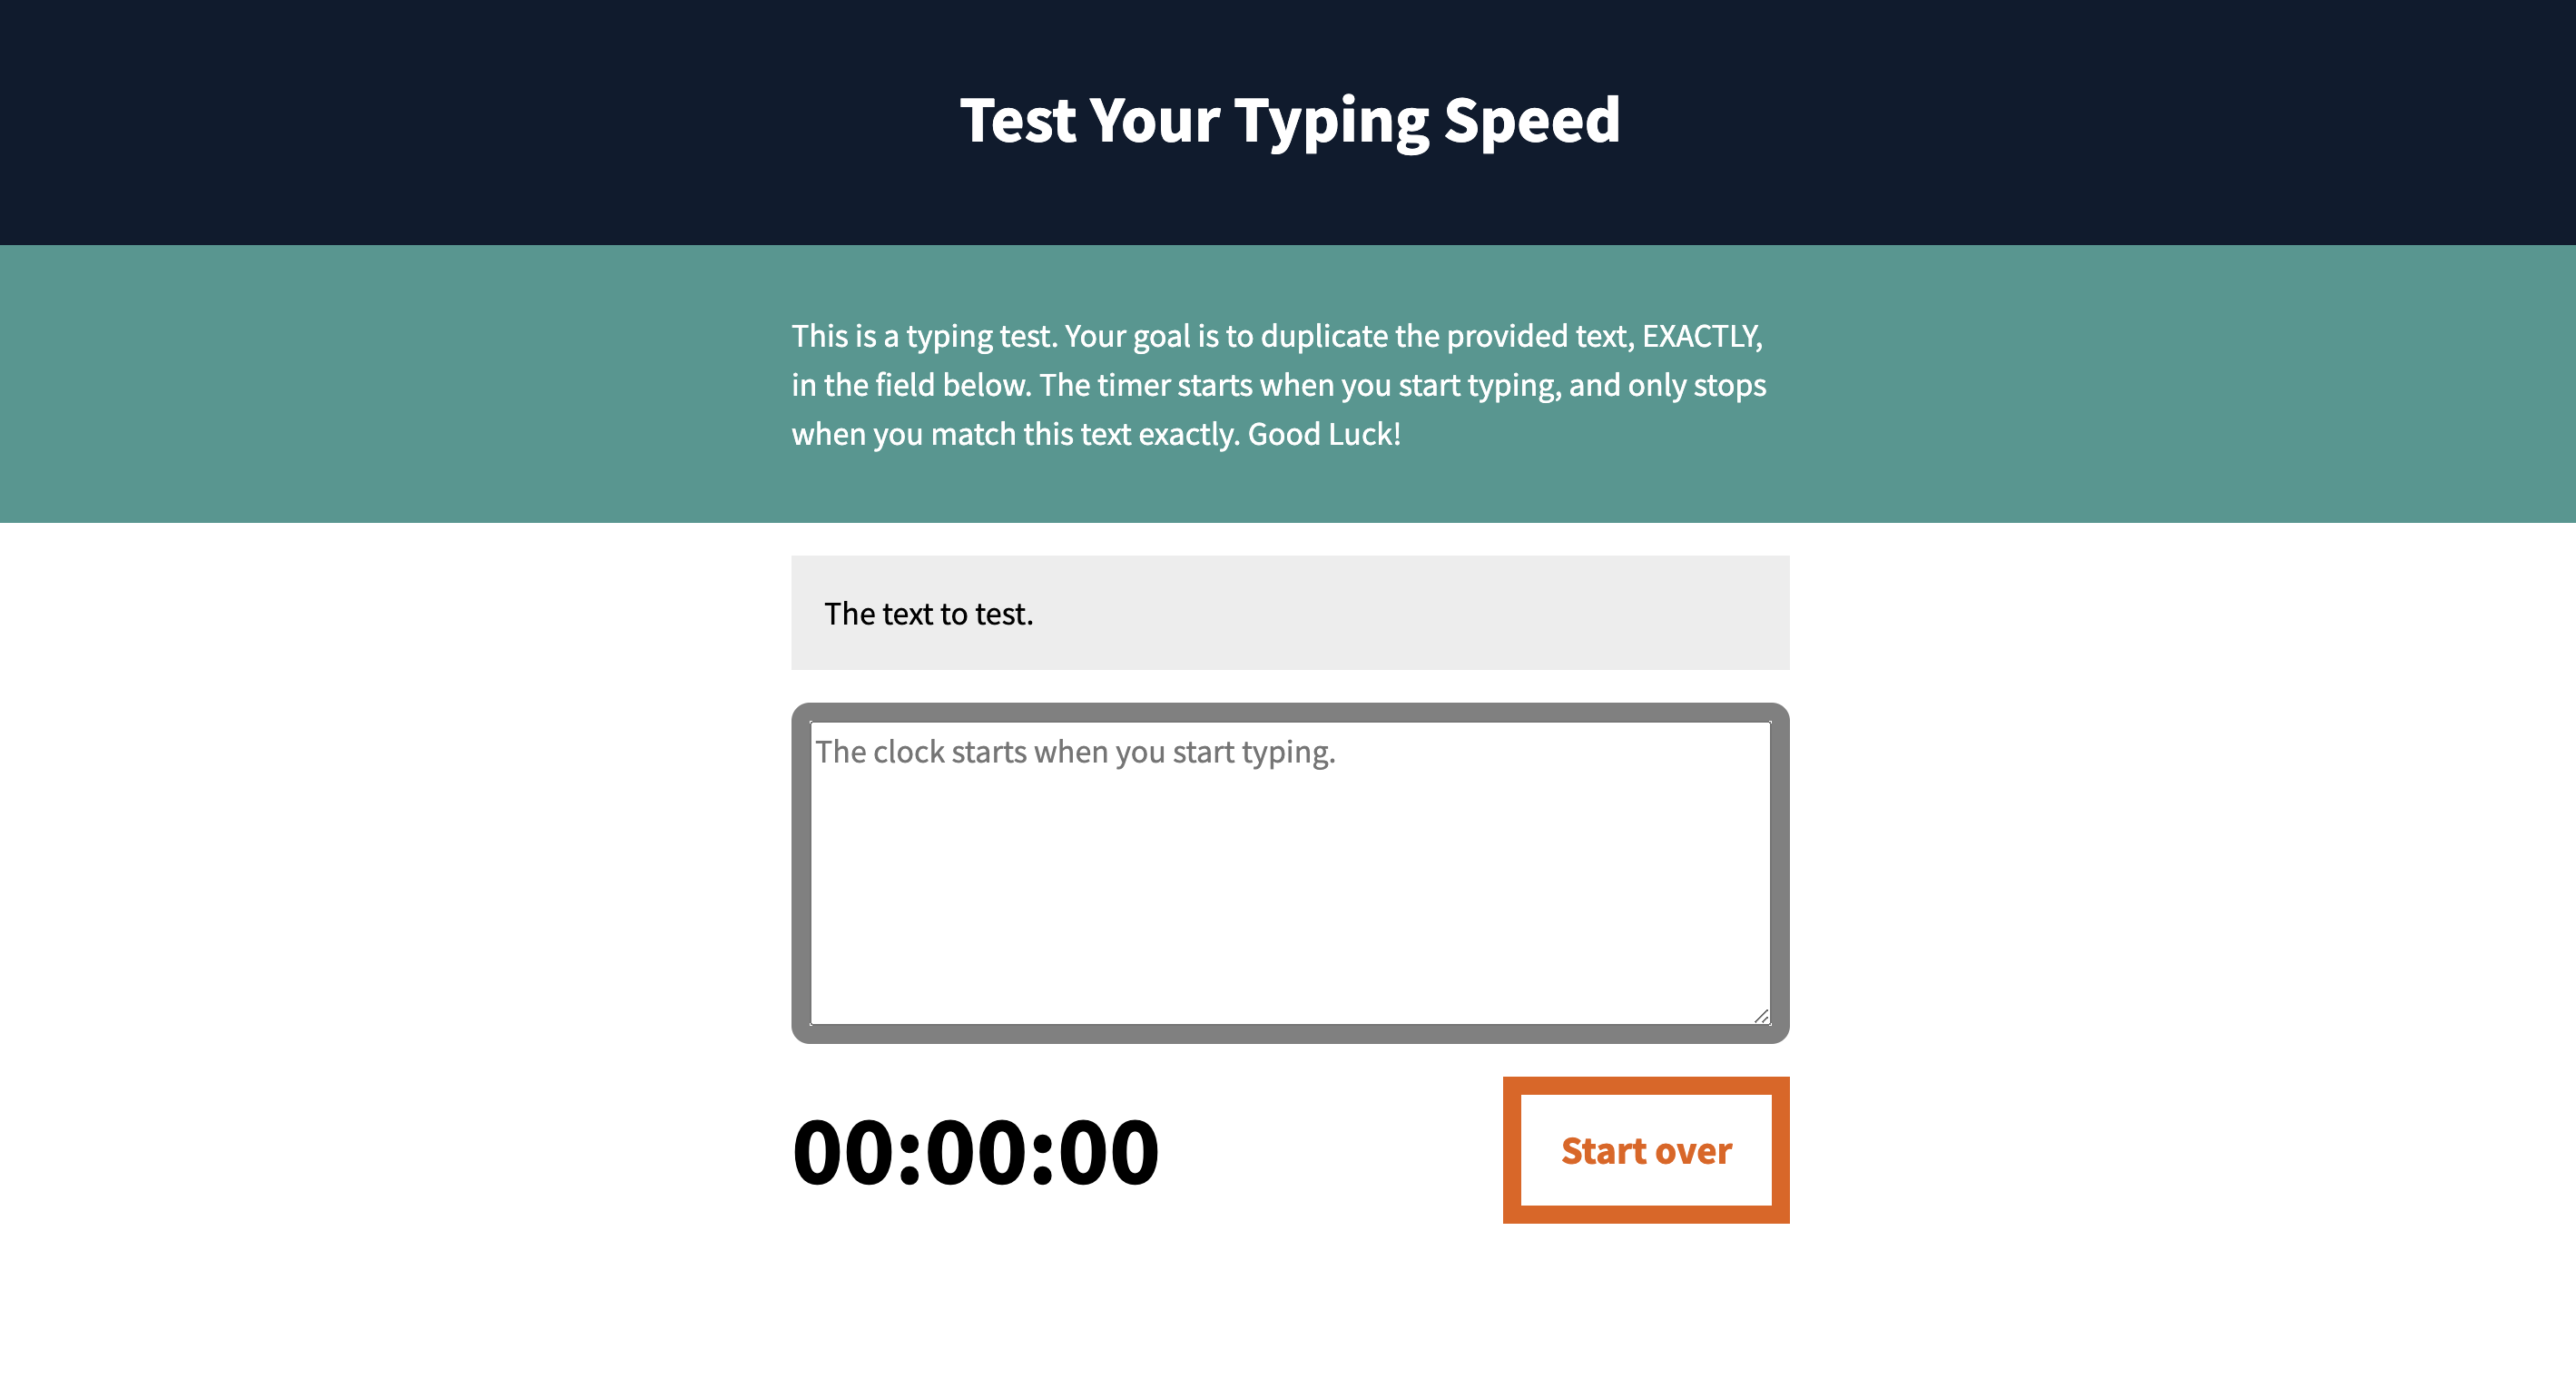 Test Your Typing Speed
This is a typing test. Your goal is to duplicate the provided text, EXACTLY,
in the field below. The timer starts when you start typing, and only stops
when you match this text exactly. Good Luck!
The text to test.
The clock starts when you start typing.
00:00:00
Start over